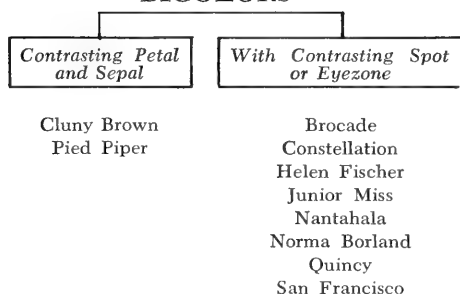 Contrasting Petal
and Sepal
Cluny Brown
Pied Piper
With Contrasting Spot
or Eyezone
Brocade
Constellation
Helen Fischer
Junior Miss
Nantahala
Norma Borland
Quincy
San Francisco